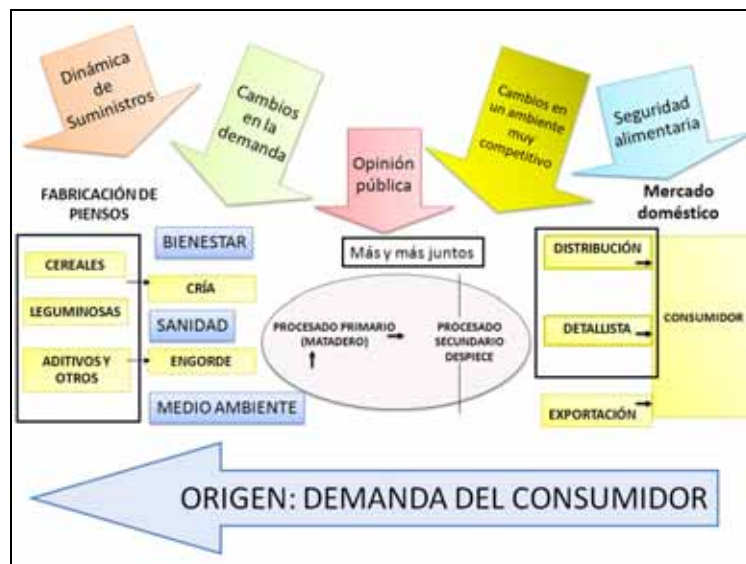 Dinámica
de
Suministros
Cambios
en la
demanda
Opinión
pública
Cambios en
un ambiente
muy
competitivo
Seguridad
alimentaria
FABRICACIÓN DE
PIENSOS
CEREALES
LEGUMINOSAS
ADITIVOS Y
OTROS
BIENESTAR
CRÍA
SANIDAD
ENGORDE
MEDIO AMBIENTE
Más y más juntos
PROCESADO PRIMARIO
(MATADERO)
PROCESADO
SECUNDARIO
DESPIECE
Mercado
doméstico
DISTRIBUCIÓN
DETALLISTA
EXPORTACIÓN
CONSUMIDOR
ORIGEN: DEMANDA DEL CONSUMIDOR